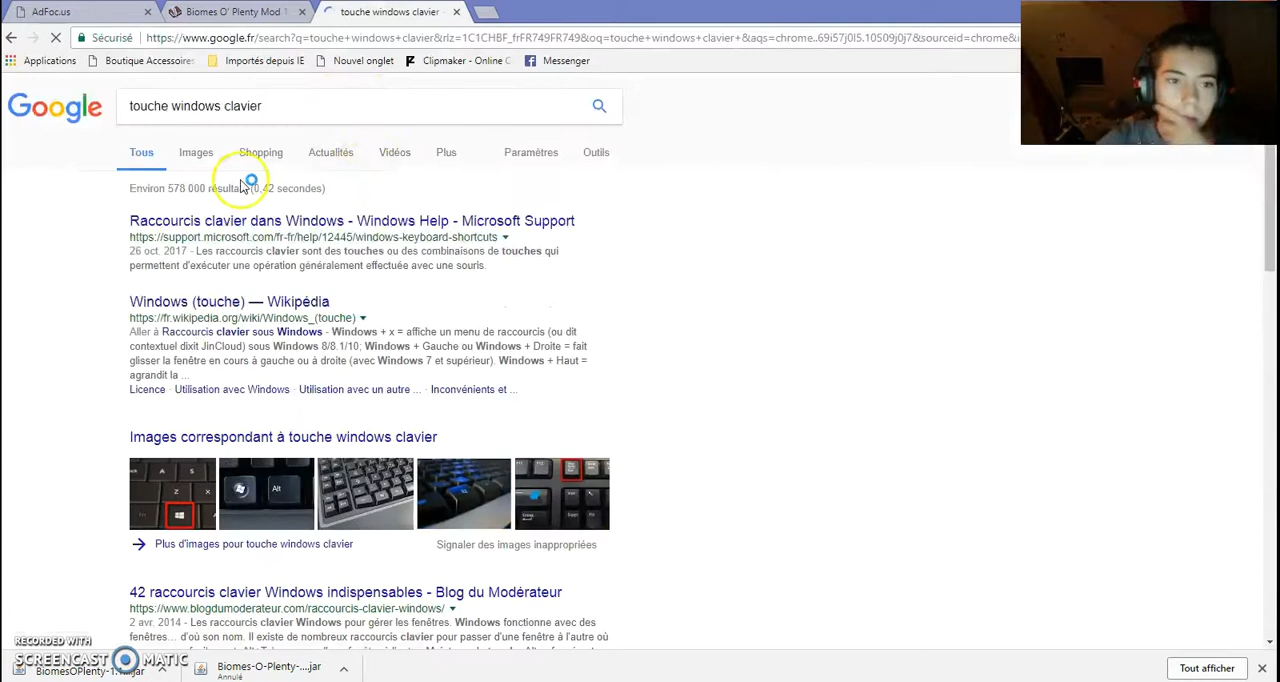 AdFoc.us
Biomes O' Plenty Mod 1
touche windows clavier
Sécurisé
https://www.google.fr/search?q=touche+windows+clavier&rlz=1C1CHBF_frFR749FR749&oq=touche+windows+clavier+&aqs=chrome..69i57j0l5.10509j0j7&sourceid=chrome&i
Applications
Boutique Accessoires
Importés depuis IE
Nouvel onglet
Clipmaker - Online C
Messenger
Google
touche windows clavier
Tous
Images
Shopping
Actualités
Vidéos
Plus
Paramètres
Outils
Environ 578 000 résultats (0,42 secondes)
Raccourcis clavier dans Windows - Windows Help - Microsoft Support
https://support.microsoft.com/fr-fr/help/12445/windows-keyboard-shortcuts
26 oct. 2017 - Les raccourcis clavier sont des touches ou des combinaisons de touches qui
permettent d'exécuter une opération généralement effectuée avec une souris.
Windows (touche) — Wikipédia
https://fr.wikipedia.org/wiki/Windows_(touche)
Aller à Raccourcis clavier sous Windows - Windows + x = affiche un menu de raccourcis (ou dit
contextuel dixit JinCloud) sous Windows 8/8.1/10; Windows + Gauche ou Windows + Droite = fait
glisser la fenêtre en cours à gauche ou à droite (avec Windows 7 et supérieur). Windows + Haut =
agrandit la ...
Licence · Utilisation avec Windows · Utilisation avec un autre ... · Inconvénients et ...
Images correspondant à touche windows clavier
A
S
Z
X
Alt
Plus d'images pour touche windows clavier
Signaler des images inappropriées
42 raccourcis clavier Windows indispensables - Blog du Modérateur
https://www.blogdumoderateur.com/raccourcis-clavier-windows/
2 avr. 2014 - Les raccourcis clavier Windows pour gérer les fenêtres. Windows fonctionne avec des
fenêtres… d'où son nom. Il existe de nombreux raccourcis clavier pour passer d'une fenêtre à l'autre ou
RECORDED WITH
SCREENCAST MATIC
BiomesOPlenty-1.1...jar
Biomes-O-Plenty-....jar
Annulé
Tout afficher